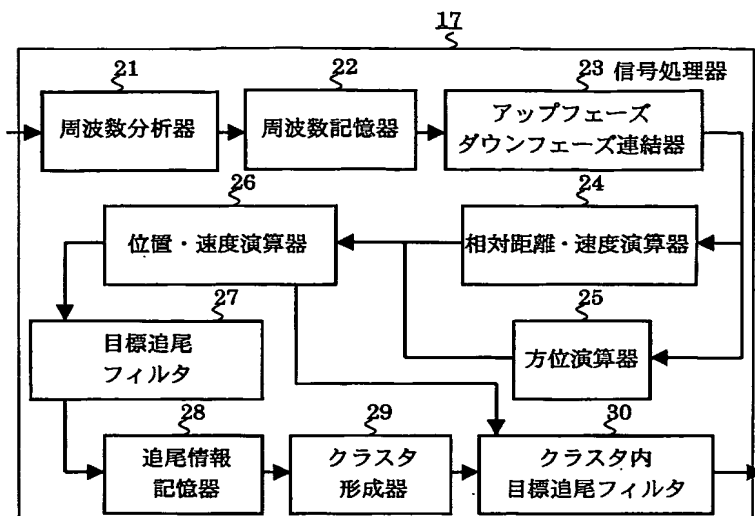 17
21
22
23 信号処理器
周波数分析器
周波数記憶器
アップフェーズ
ダウンフェーズ連結器
26
24
位置・速度演算器
相対距離・速度演算器
27
25
目標追尾
フィルタ
方位演算器
28
29
30
追尾情報
記憶器
クラスタ
形成器
クラスタ内
目標追尾フィルタ